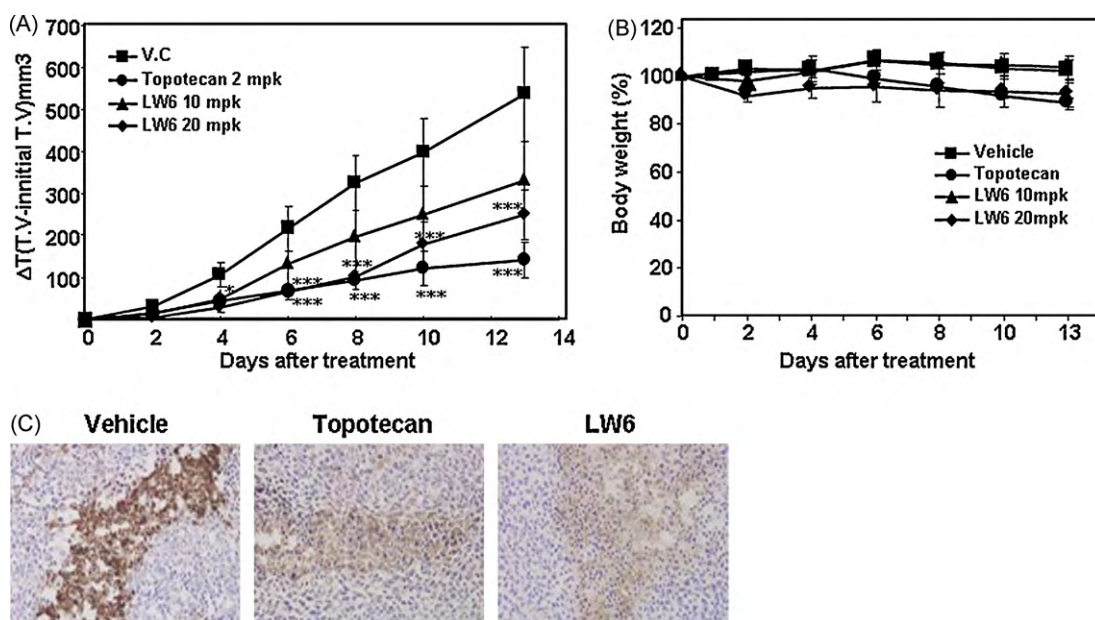 (A)
700
600
500
400
300
200
100
ΔT(T.V-innitial T.V)mm3
V.C
Topotecan 2 mpk
LW6 10 mpk
LW6 20 mpk
*
***
***
***
***
***
***
***
***
0 2 4 6 8 10 12 14
Days after treatment
(B)
120
100
80
60
40
20
0
Body weight (%)
Vehicle
Topotecan
LW6 10mpk
LW6 20mpk
0 2 4 6 8 10 13
Days after treatment
(C)
Vehicle Topotecan LW6